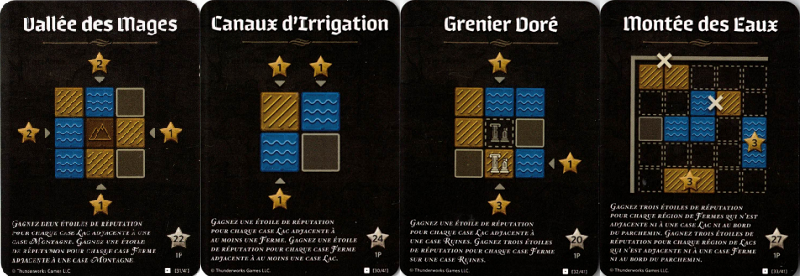 Vallée des Mages
2
2
1
1
Gagnez deux étoiles de réputation
pour chaque case Lac adjacente à une
case Montagne. Gagnez une étoile
de réputation pour chaque case Ferme
adjacente à une case Montagne
22
1P
© Thunderworks Games LLC.
(31/41)
Canaux d'Irrigation
1
1
1
Gagnez une étoile de réputation
pour chaque case Lac adjacente à
au moins une Ferme. Gagnez une étoile
de réputation pour chaque case Ferme
adjacente à au moins une case Lac.
24
1P
© Thunderworks Games LLC.
(30/41)
Grenier Doré
1
1
3
Gagnez une étoile de réputation
pour chaque case Lac adjacente à
une case Ruines. Gagnez trois étoiles
de réputation pour chaque case Ferme
sur une case Ruines.
20
1P
© Thunderworks Games LLC.
(32/41)
Montée des Eaux
3
3
Gagnez trois étoiles de réputation
pour chaque région de Fermes qui n'est
adjacente ni à une case Lac ni au bord
du parchemin. Gagnez trois étoiles de
réputation pour chaque région de Lacs
qui n'est adjacente ni à une case Ferme
ni au bord du parchemin.
27
1P
© Thunderworks Games LLC.
(33/41)